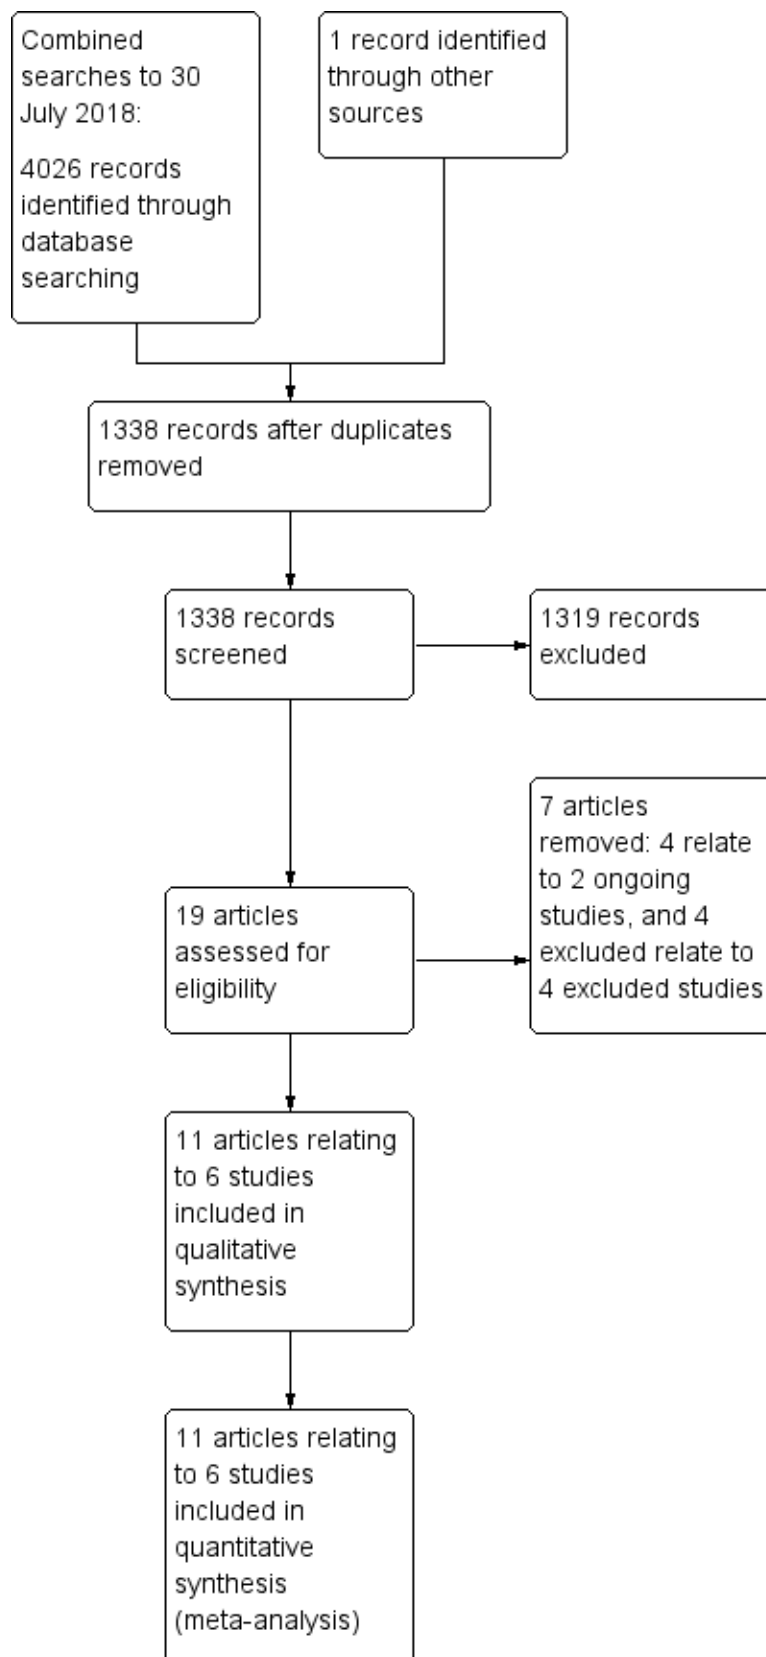 Combined
searches to 30
July 2018:
4026 records
identified through
database
searching
1 record identified
through other
sources
1338 records after duplicates
removed
1338 records
screened
1319 records
excluded
19 articles
assessed for
eligibility
7 articles
removed: 4 relate
to 2 ongoing
studies, and 4
excluded relate to
4 excluded studies
11 articles relating
to 6 studies
included in
qualitative
synthesis
11 articles relating
to 6 studies
included in
quantitative
synthesis
(meta-analysis)